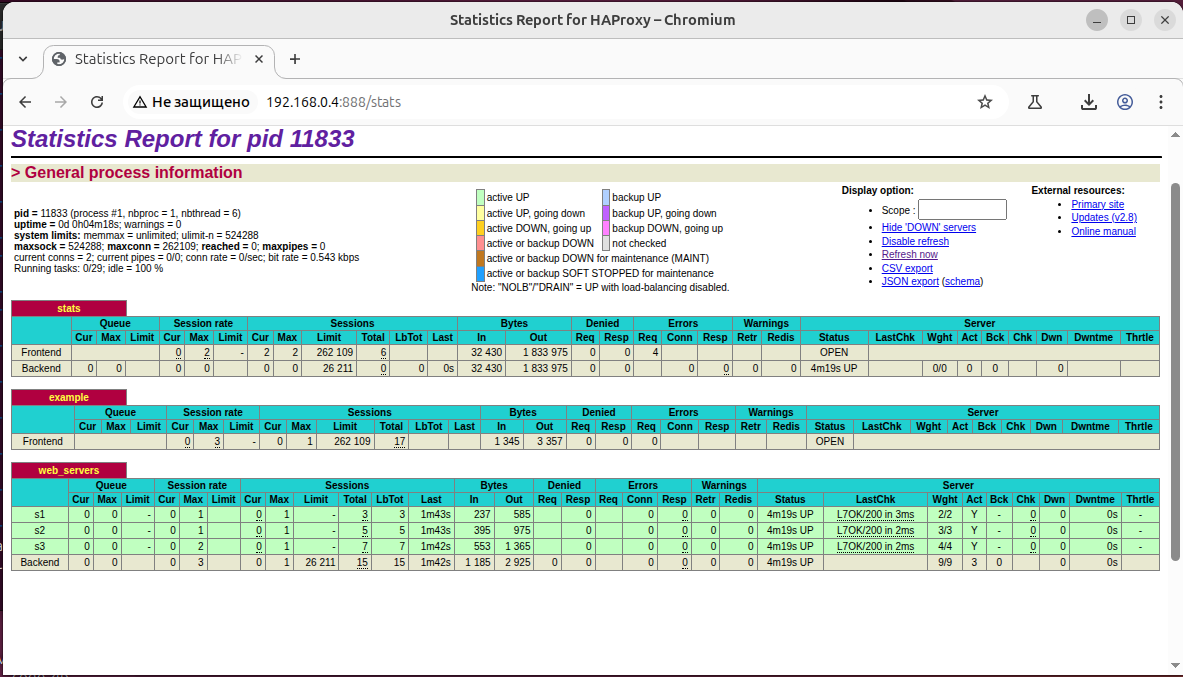 Statistics Report for HAProxy – Chromium
Statistics Report for HAP
Не защищено 192.168.0.4:888/stats
Statistics Report for pid 11833
> General process information
pid = 11833 (process #1, nbproc = 1, nbthread = 6)
uptime = 0d 0h04m18s; warnings = 0
system limits: memmax = unlimited; ulimit-n = 524288
maxsock = 524288; maxconn = 262109; reached = 0; maxpipes = 0
current conns = 2; current pipes = 0/0; conn rate = 0/sec; bit rate = 0.543 kbps
Running tasks: 0/29; idle = 100 %
active UP backup UP
active UP, going down backup UP, going down
active DOWN, going up backup DOWN, going up
active or backup DOWN not checked
active or backup DOWN for maintenance (MAINT)
active or backup SOFT STOPPED for maintenance
Note: "NOLB"/"DRAIN" = UP with load-balancing disabled.
Display option:
Scope :
Hide 'DOWN' servers
Disable refresh
Refresh now
CSV export
JSON export (schema)
External resources:
Primary site
Updates (v2.8)
Online manual
stats
Queue Session rate Sessions Bytes Denied Errors Warnings Server
Cur Max Limit Cur Max Limit Cur Max Limit Total LbTot Last In Out Req Resp Req Conn Resp Retr Redis Status LastChk Wght Act Bck Chk Dwn Dwntme Thrtle
Frontend 0 2 - 2 2 262 109 6 32 430 1 833 975 0 0 4 OPEN
Backend 0 0 0 0 0 0 26 211 0 0 0s 32 430 1 833 975 0 0 0 0 0 0 4m19s UP 0/0 0 0 0
example
Queue Session rate Sessions Bytes Denied Errors Warnings Server
Cur Max Limit Cur Max Limit Cur Max Limit Total LbTot Last In Out Req Resp Req Conn Resp Retr Redis Status LastChk Wght Act Bck Chk Dwn Dwntme Thrtle
Frontend 0 3 - 0 1 262 109 17 1 345 3 357 0 0 0 OPEN
web_servers
Queue Session rate Sessions Bytes Denied Errors Warnings Server
Cur Max Limit Cur Max Limit Cur Max Limit Total LbTot Last In Out Req Resp Req Conn Resp Retr Redis Status LastChk Wght Act Bck Chk Dwn Dwntme Thrtle
s1 0 0 - 0 1 0 1 - 3 3 1m43s 237 585 0 0 0 0 0 4m19s UP L7OK/200 in 3ms 2/2 Y - 0 0 0s -
s2 0 0 - 0 1 0 1 - 5 5 1m43s 395 975 0 0 0 0 0 4m19s UP L7OK/200 in 2ms 3/3 Y - 0 0 0s -
s3 0 0 - 0 2 0 1 - 7 7 1m42s 553 1 365 0 0 0 0 0 4m19s UP L7OK/200 in 2ms 4/4 Y - 0 0 0s -
Backend 0 0 0 3 0 1 26 211 15 15 1m42s 1 185 2 925 0 0 0 0 0 0 4m19s UP 9/9 3 0 0 0s